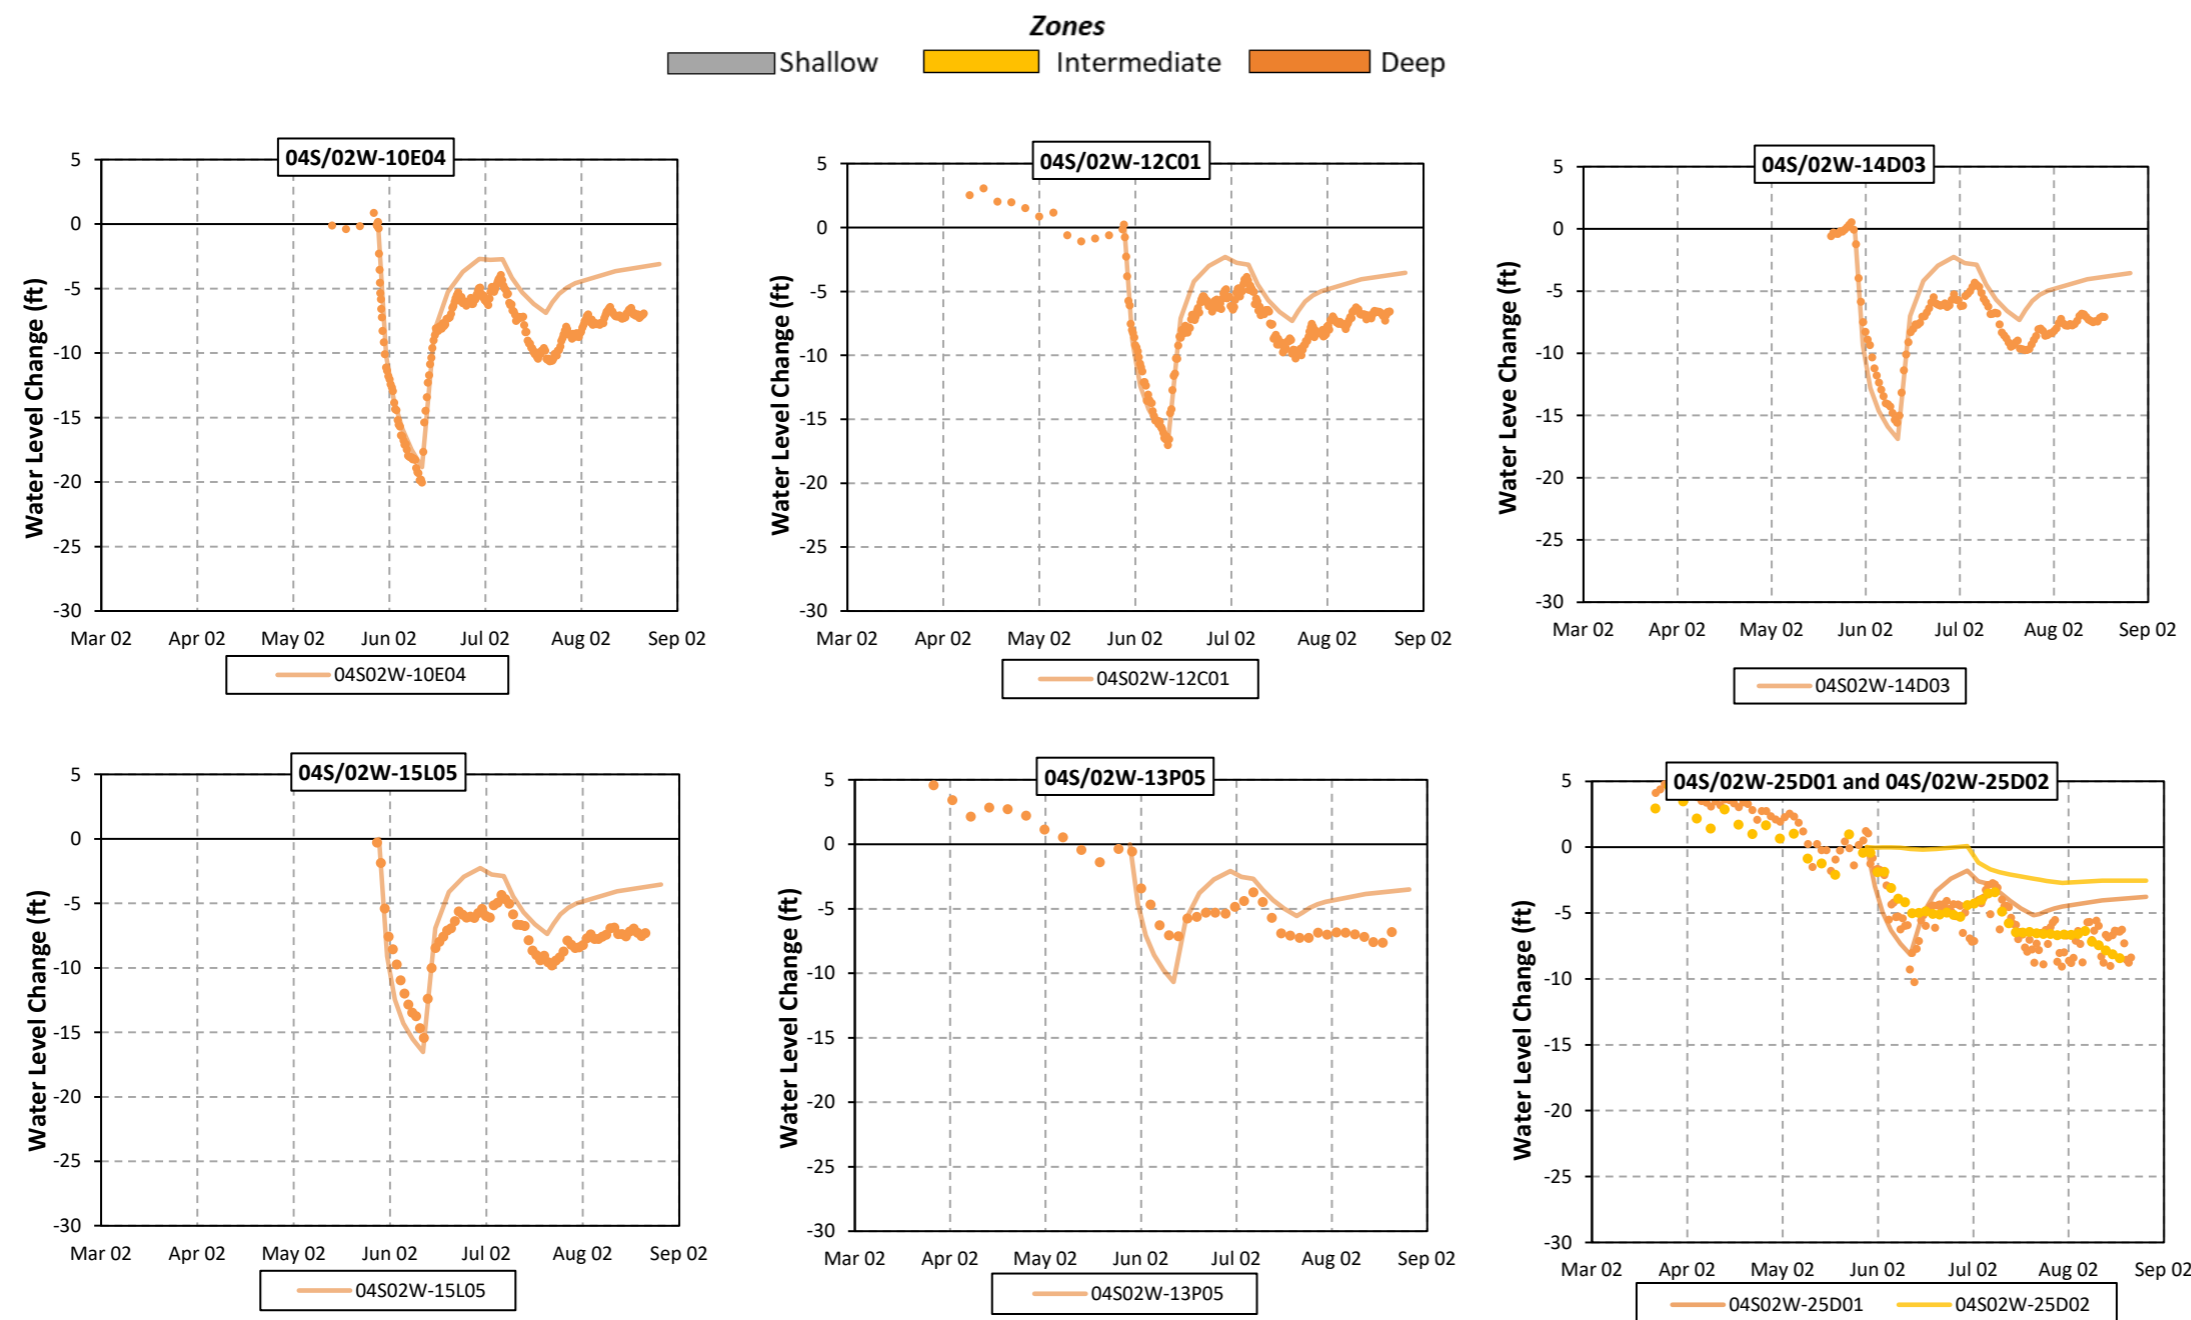 Zones
Shallow Intermediate Deep
04S/02W-10E04
Water Level Change (ft)
5
0
-5
-10
-15
-20
-25
-30
Mar 02 Apr 02 May 02 Jun 02 Jul 02 Aug 02 Sep 02
04S02W-10E04
04S/02W-12C01
Water Level Change (ft)
5
0
-5
-10
-15
-20
-25
-30
Mar 02 Apr 02 May 02 Jun 02 Jul 02 Aug 02 Sep 02
04S02W-12C01
04S/02W-14D03
Water Leve Change (ft)
5
0
-5
-10
-15
-20
-25
-30
Mar 02 Apr 02 May 02 Jun 02 Jul 02 Aug 02 Sep 02
04S02W-14D03
04S/02W-15L05
Water Level Change (ft)
5
0
-5
-10
-15
-20
-25
-30
Mar 02 Apr 02 May 02 Jun 02 Jul 02 Aug 02 Sep 02
04S02W-15L05
04S/02W-13P05
Water Level Change (ft)
5
0
-5
-10
-15
-20
-25
-30
Mar 02 Apr 02 May 02 Jun 02 Jul 02 Aug 02 Sep 02
04S02W-13P05
04S/02W-25D01 and 04S/02W-25D02
Water Level Change (ft)
5
0
-5
-10
-15
-20
-25
-30
Mar 02 Apr 02 May 02 Jun 02 Jul 02 Aug 02 Sep 02
04S02W-25D01 04S02W-25D02